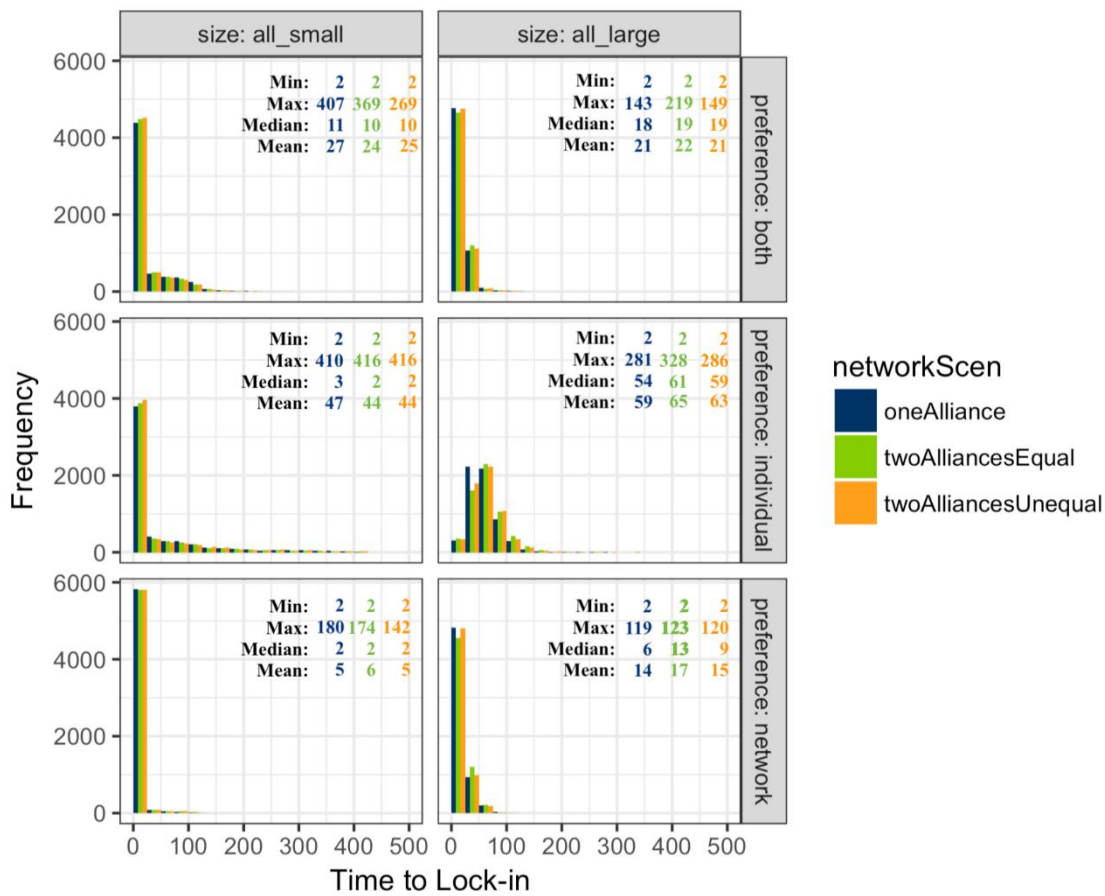 size: all_small size: all_large
6000
4000
2000
0
Min: 2 2 2
Max: 407 369 269
Median: 11 10 10
Mean: 27 24 25
Min: 2 2 2
Max: 143 219 149
Median: 18 19 19
Mean: 21 22 21
preference: both
6000
4000
2000
0
Min: 2 2 2
Max: 410 416 416
Median: 3 2 2
Mean: 47 44 44
Min: 2 2 2
Max: 281 328 286
Median: 54 61 59
Mean: 59 65 63
preference: individual
6000
4000
2000
0
Min: 2 2 2
Max: 180 174 142
Median: 2 2 2
Mean: 5 6 5
Min: 2 2 2
Max: 119 123 120
Median: 6 13 9
Mean: 14 17 15
preference: network
Frequency
0 100 200 300 400 500 0 100 200 300 400 500
Time to Lock-in
networkScen
oneAlliance
twoAlliancesEqual
twoAlliancesUnequal